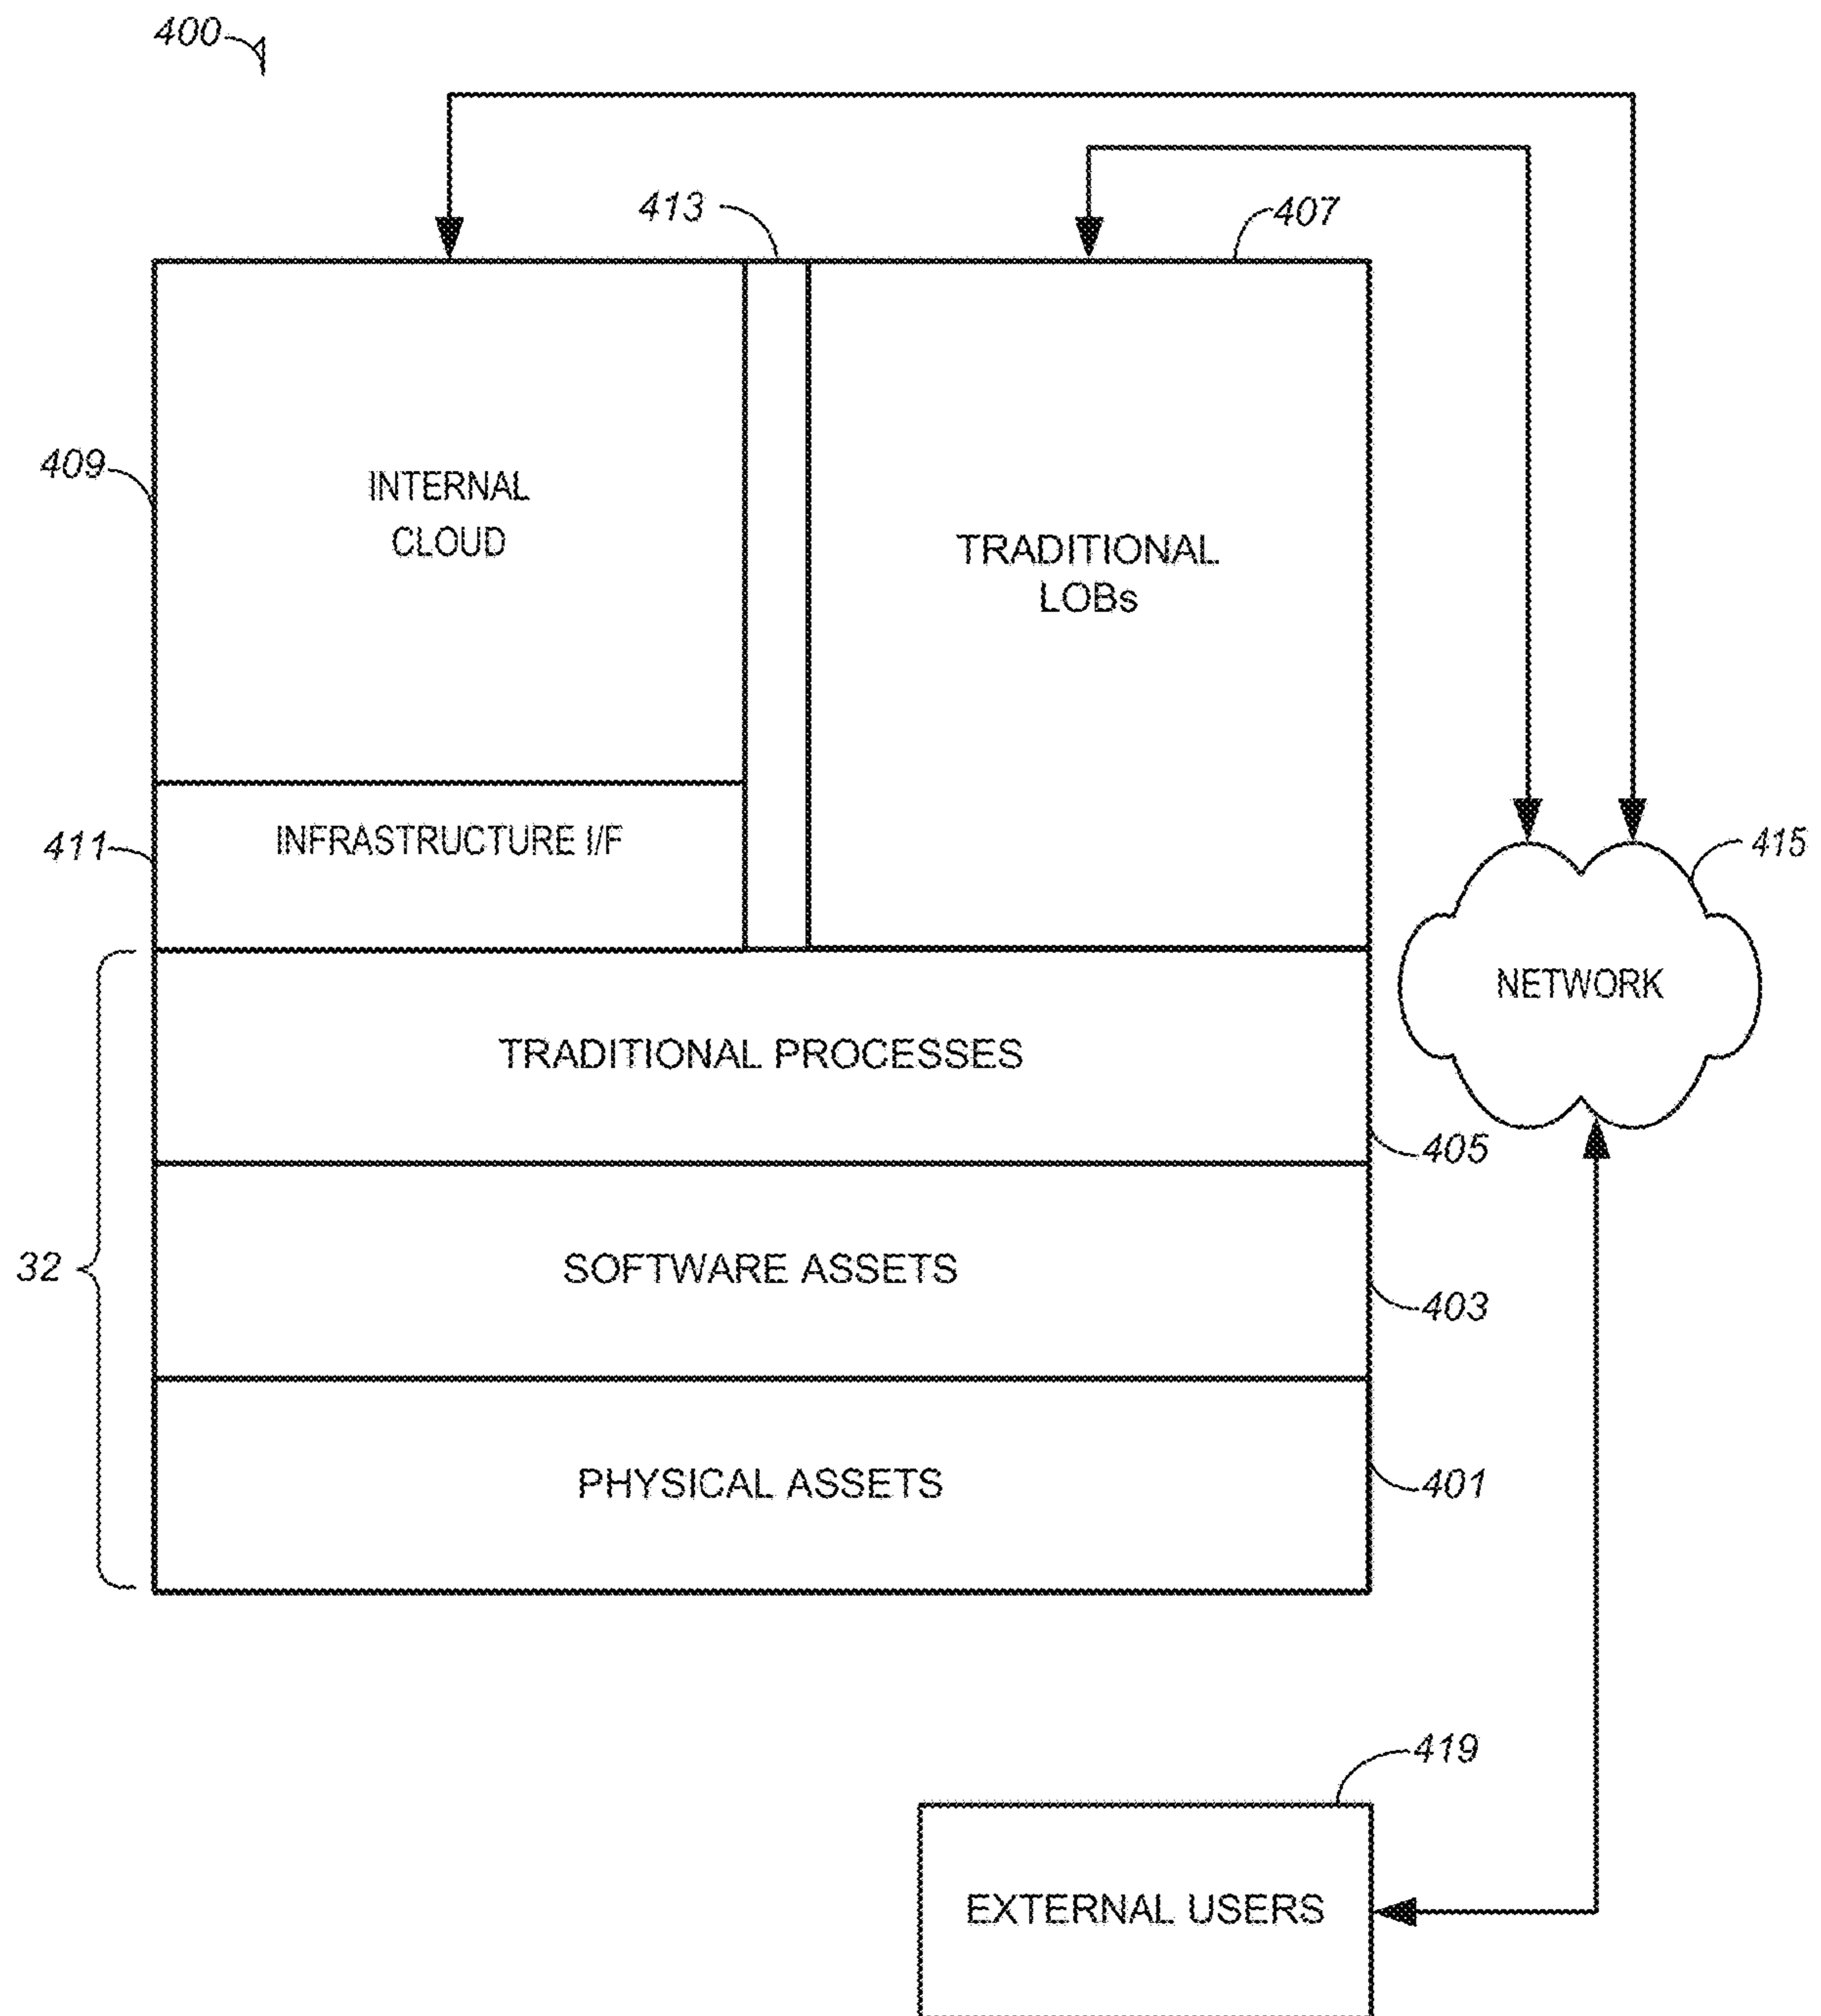 400
413
407
409
INTERNAL
CLOUD
TRADITIONAL
LOBs
411
INFRASTRUCTURE I/F
415
NETWORK
TRADITIONAL PROCESSES
405
32
SOFTWARE ASSETS
403
PHYSICAL ASSETS
401
419
EXTERNAL USERS